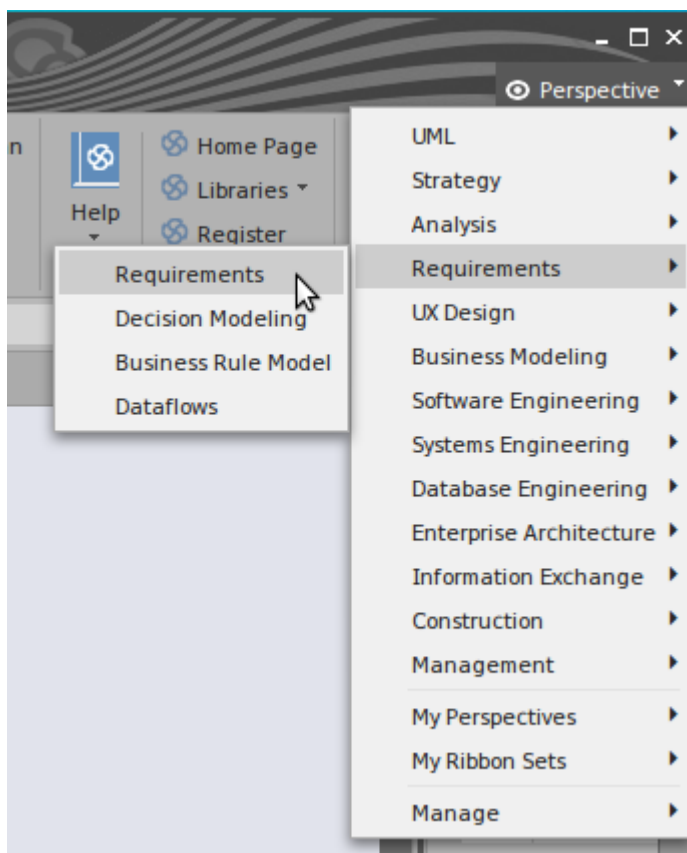 Perspective
n
Help
Home Page
Libraries
Register
UML
Strategy
Analysis
Requirements
UX Design
Business Modeling
Software Engineering
Systems Engineering
Database Engineering
Enterprise Architecture
Information Exchange
Construction
Management
My Perspectives
My Ribbon Sets
Manage
Requirements
Decision Modeling
Business Rule Model
Dataflows